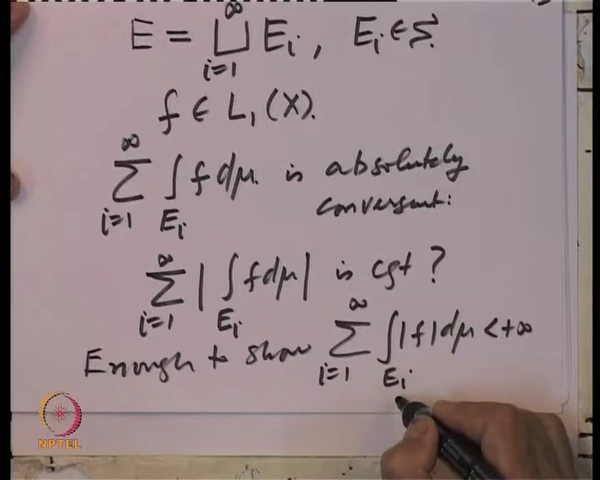 E = ⊔_{i=1}^∞ E_i , E_i ∈ S.
f ∈ L_1(X).
∑_{i=1}^∞ ∫_{E_i} f dμ. is absolutely
convergent:
∑_{i=1}^∞ | ∫_{E_i} f dμ | is cgt ?
Enough to show ∑_{i=1}^∞ ∫_{E_i} |f| dμ < +∞
NPTEL